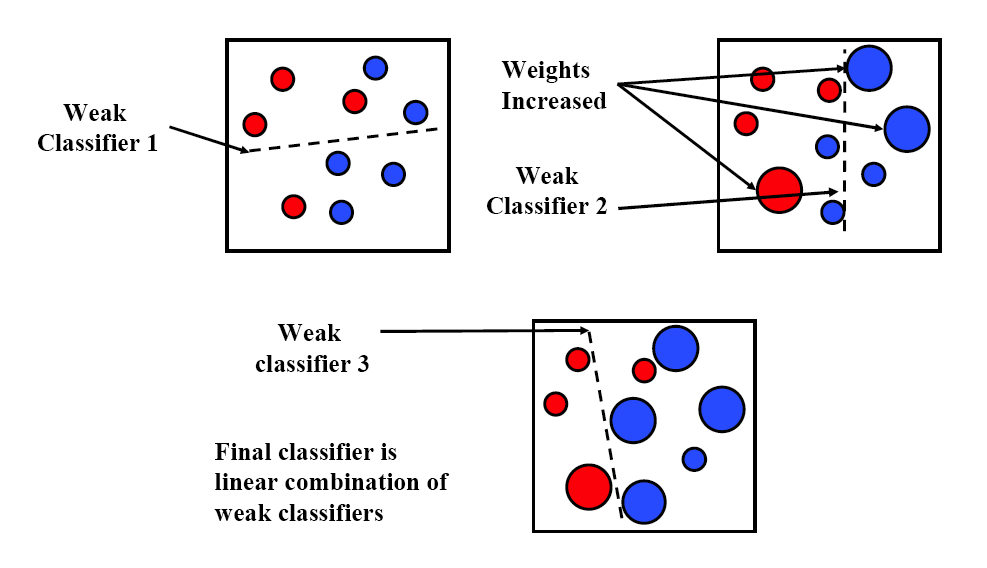 Weak
Classifier 1
Weights
Increased
Weak
Classifier 2
Weak
classifier 3
Final classifier is
linear combination of
weak classifiers